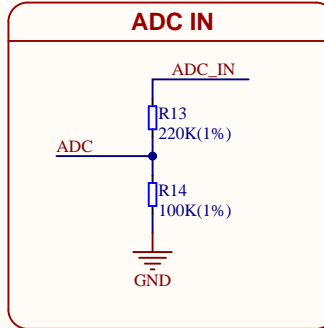 ADC IN
ADC_IN
R13
220K(1%)
ADC
R14
100K(1%)
GND